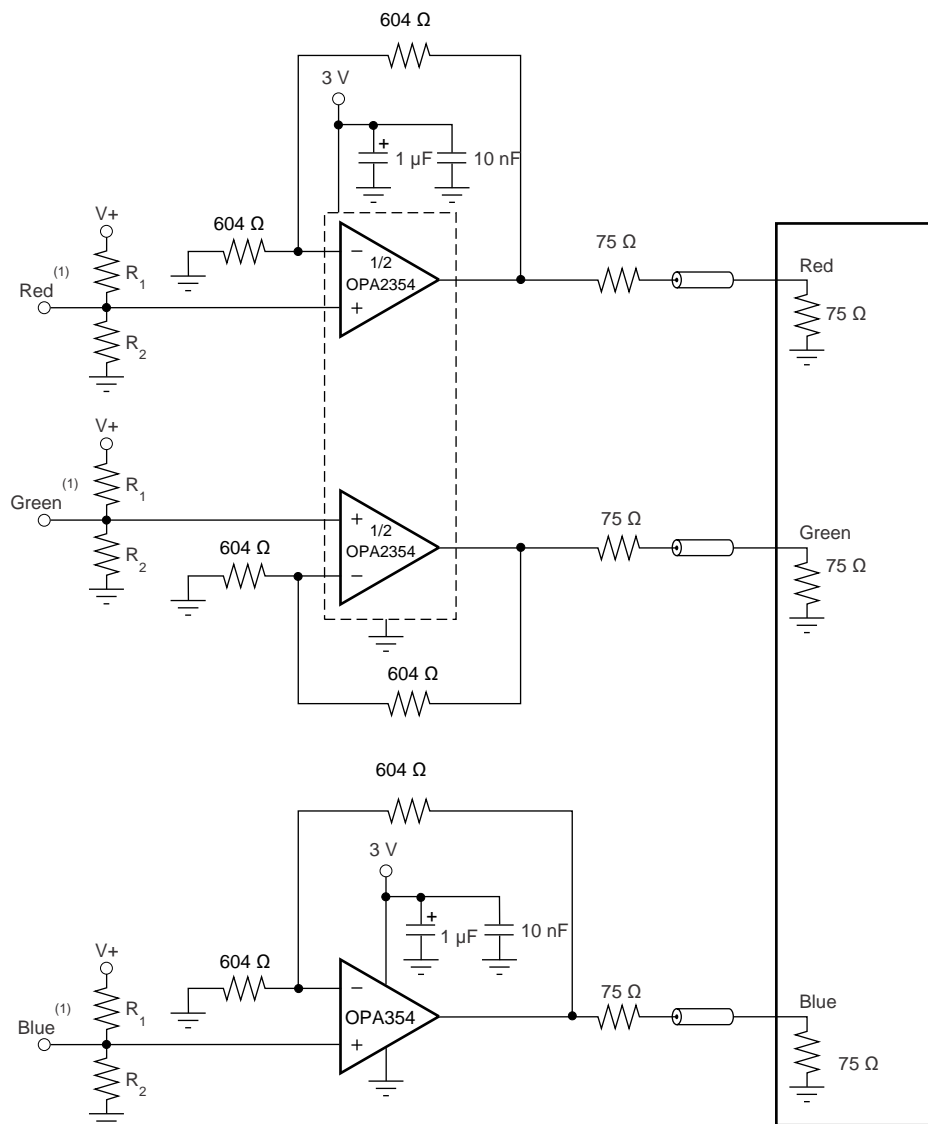 604 Ω
3 V
+
1 µF
10 nF
604 Ω
V+
R1
Red(1)
R2
−
1/2
OPA2354
+
75 Ω
Red
75 Ω
V+
R1
Green(1)
R2
+
1/2
OPA2354
−
604 Ω
75 Ω
Green
75 Ω
604 Ω
604 Ω
3 V
+
1 µF
10 nF
604 Ω
V+
R1
Blue(1)
R2
−
OPA354
+
75 Ω
Blue
75 Ω